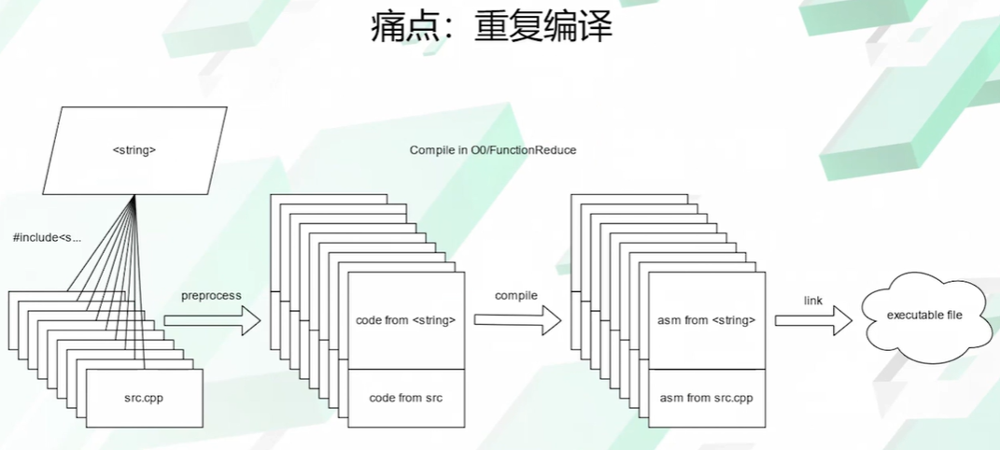 痛点：重复编译
<string>
Compile in O0/FunctionReduce
#include<s...
preprocess
compile
link
code from <string>
asm from <string>
executable file
src.cpp
code from src
asm from src.cpp